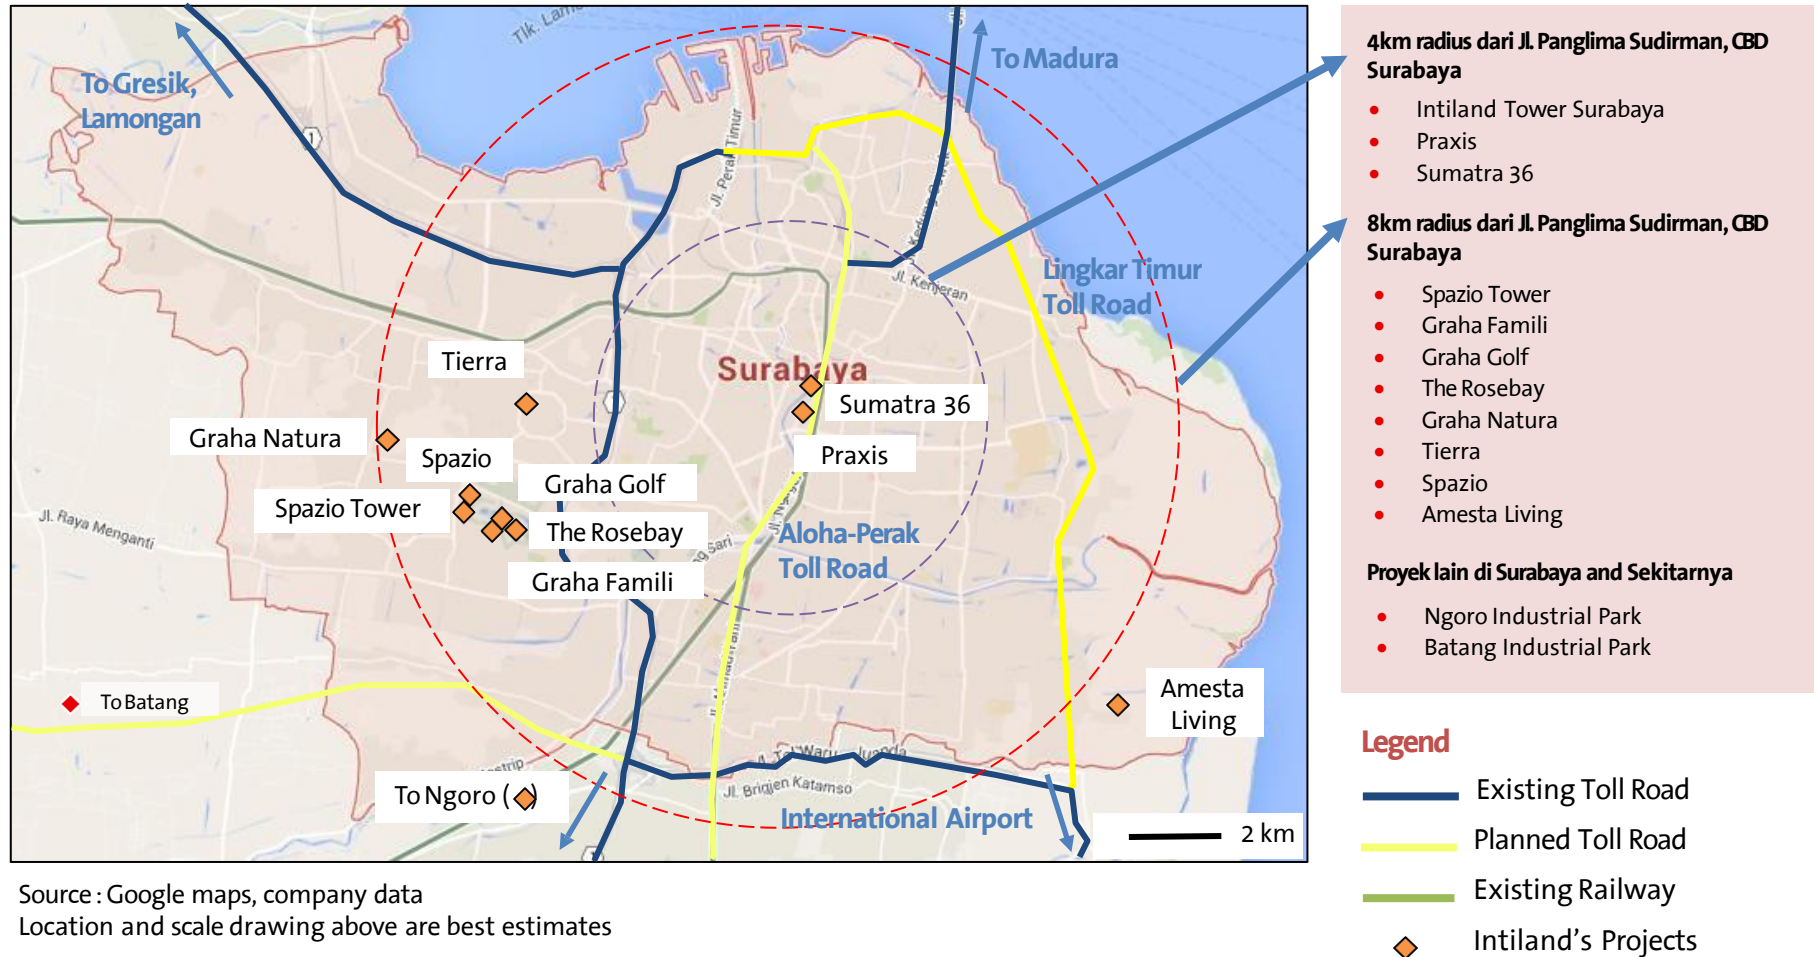 Tlk. Lamo
To Madura
To Gresik,
Lamongan
1
Jl. Perak Timur
Lingkar Timur
Toll Road
Jl. Kenjeran
Tierra
Surabaya
Sumatra 36
Graha Natura
Spazio
Praxis
Graha Golf
Spazio Tower
The Rosebay
Jl. Raya Menganti
Aloha-Perak
Toll Road
Graha Famili
To Batang
Amesta
Living
To Ngoro ( )
Jl. Brigjen Katamso
International Airport
2 km
Source : Google maps, company data
Location and scale drawing above are best estimates
4km radius dari Jl. Panglima Sudirman, CBD
Surabaya
• Intiland Tower Surabaya
• Praxis
• Sumatra 36
8km radius dari Jl. Panglima Sudirman, CBD
Surabaya
• Spazio Tower
• Graha Famili
• Graha Golf
• The Rosebay
• Graha Natura
• Tierra
• Spazio
• Amesta Living
Proyek lain di Surabaya and Sekitarnya
• Ngoro Industrial Park
• Batang Industrial Park
Legend
Existing Toll Road
Planned Toll Road
Existing Railway
Intiland's Projects